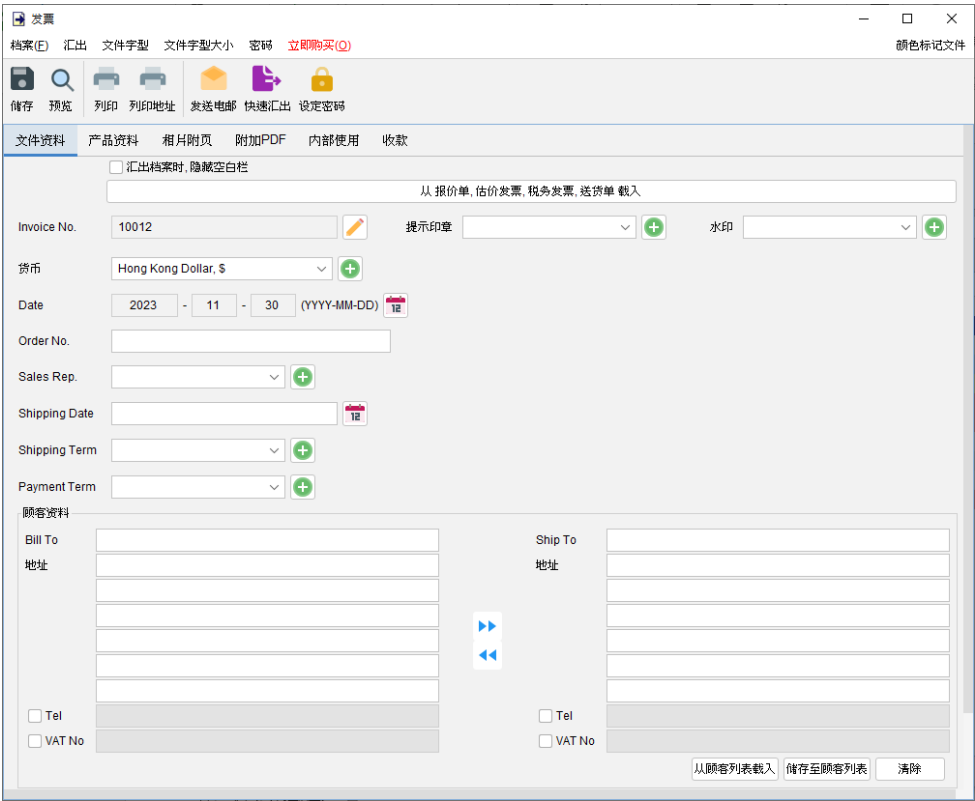 发票
档案(F) 汇出 文件字型 文件字型大小 密码 立即购买(O) 颜色标记文件
储存 预览 列印 列印地址 发送电邮 快速汇出 设定密码
文件资料 产品资料 相片附页 附加PDF 内部使用 收款
汇出档案时, 隐藏空白栏
从 报价单, 估价发票, 税务发票, 送货单 载入
Invoice No. 10012 提示印章 水印
货币 Hong Kong Dollar, $
Date 2023 - 11 - 30 (YYYY-MM-DD) 12
Order No.
Sales Rep.
Shipping Date 12
Shipping Term
Payment Term
顾客资料
Bill To Ship To
地址 地址
Tel Tel
VAT No VAT No
从顾客列表载入 储存至顾客列表 清除